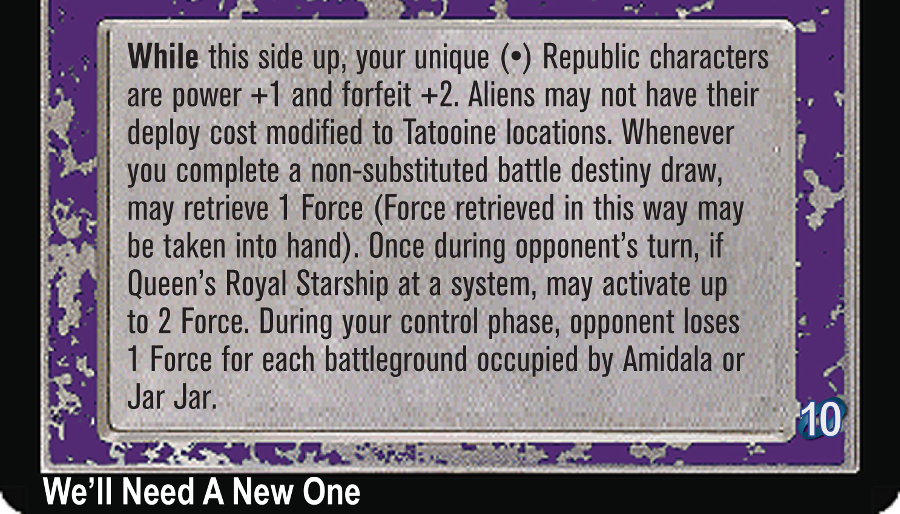 While this side up, your unique (•) Republic characters
are power +1 and forfeit +2. Aliens may not have their
deploy cost modified to Tatooine locations. Whenever
you complete a non-substituted battle destiny draw,
may retrieve 1 Force (Force retrieved in this way may
be taken into hand). Once during opponent's turn, if
Queen's Royal Starship at a system, may activate up
to 2 Force. During your control phase, opponent loses
1 Force for each battleground occupied by Amidala or
Jar Jar.
10
We'll Need A New One